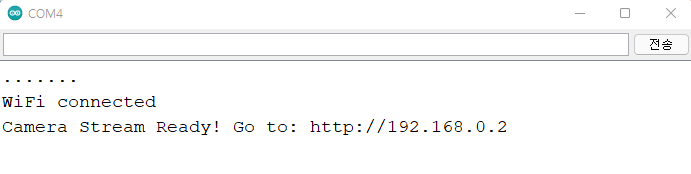 COM4
전송
.......
WiFi connected
Camera Stream Ready! Go to: http://192.168.0.2